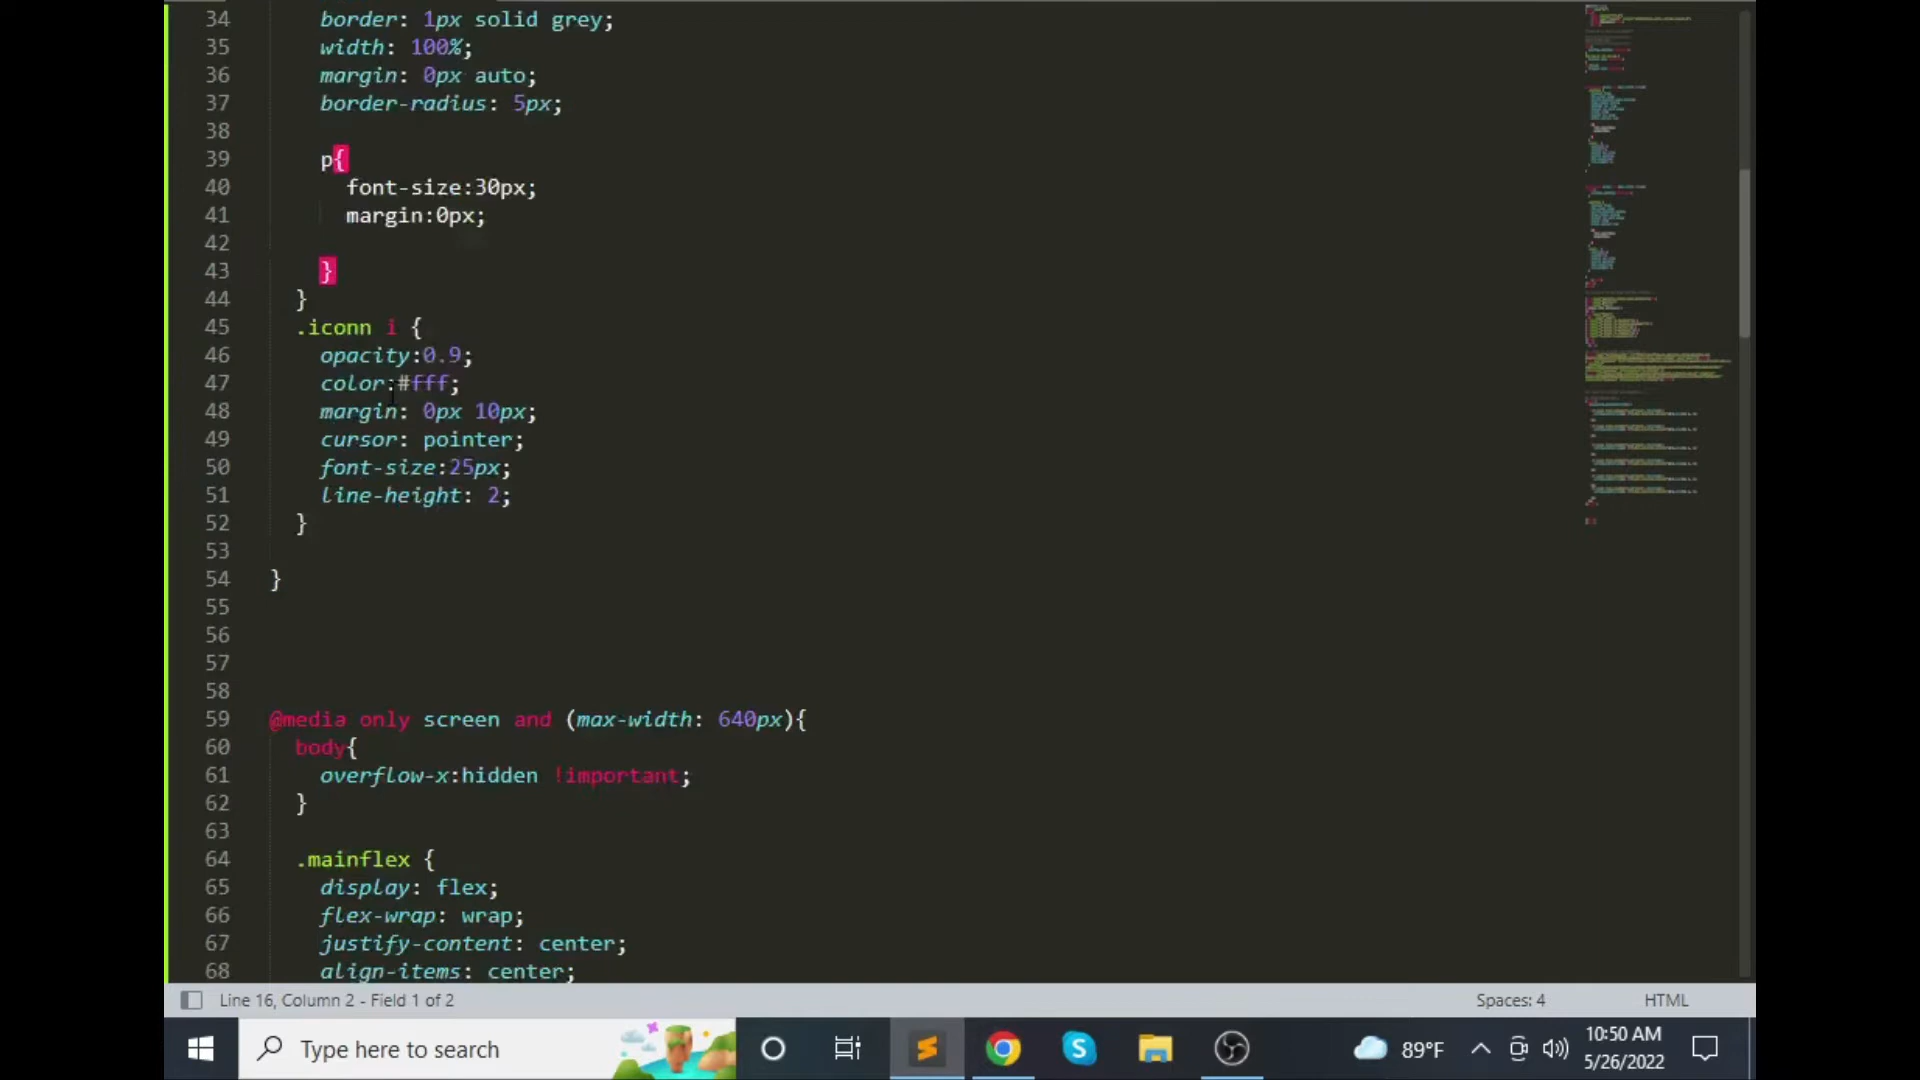 34 border: 1px solid grey;
35 width: 100%;
36 margin: 0px auto;
37 border-radius: 5px;
38
39 p{
40 font-size:30px;
41 margin:0px;
42
43 }
44 }
45 .iconn i {
46 opacity:0.9;
47 color:#fff;
48 margin: 0px 10px;
49 cursor: pointer;
50 font-size:25px;
51 line-height: 2;
52 }
53
54 }
55
56
57
58
59 @media only screen and (max-width: 640px){
60 body{
61 overflow-x:hidden !important;
62 }
63
64 .mainflex {
65 display: flex;
66 flex-wrap: wrap;
67 justify-content: center;
68 align-items: center;
Line 16, Column 2 - Field 1 of 2 Spaces: 4 HTML
Type here to search 89°F 10:50 AM
5/26/2022